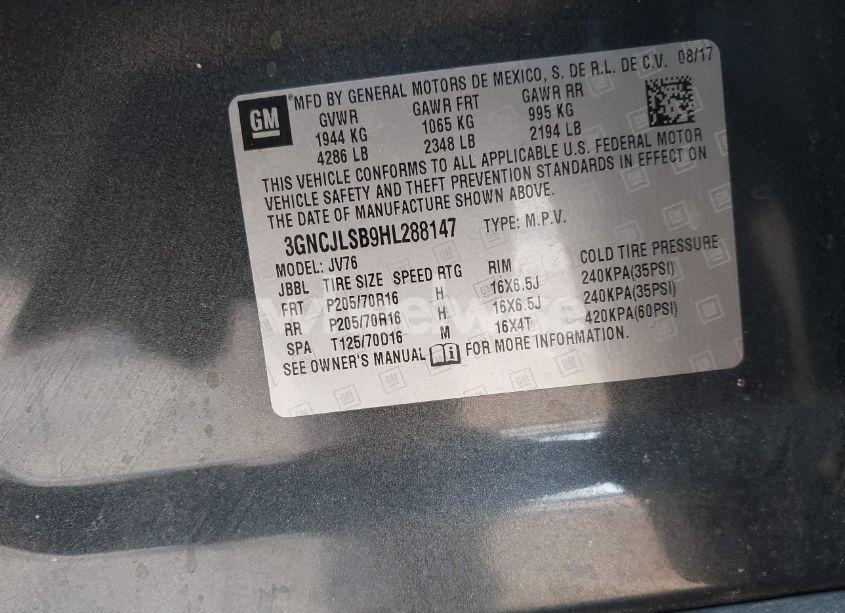 GM
®MFD BY GENERAL MOTORS DE MEXICO, S. DE R.L. DE C.V. 08/17
GVWR GAWR FRT GAWR RR
1944 KG 1065 KG 995 KG
4286 LB 2348 LB 2194 LB
THIS VEHICLE CONFORMS TO ALL APPLICABLE U.S. FEDERAL MOTOR
VEHICLE SAFETY AND THEFT PREVENTION STANDARDS IN EFFECT ON
THE DATE OF MANUFACTURE SHOWN ABOVE.
3GNCJLSB9HL288147 TYPE: M.P.V.
MODEL: JV76
JBBL TIRE SIZE SPEED RTG RIM COLD TIRE PRESSURE
FRT P205/70R16 H 16X6.5J 240KPA(35PSI)
RR P205/70R16 H 16X6.5J 240KPA(35PSI)
SPA T125/70D16 M 16X4T 420KPA(60PSI)
SEE OWNER'S MANUAL FOR MORE INFORMATION.